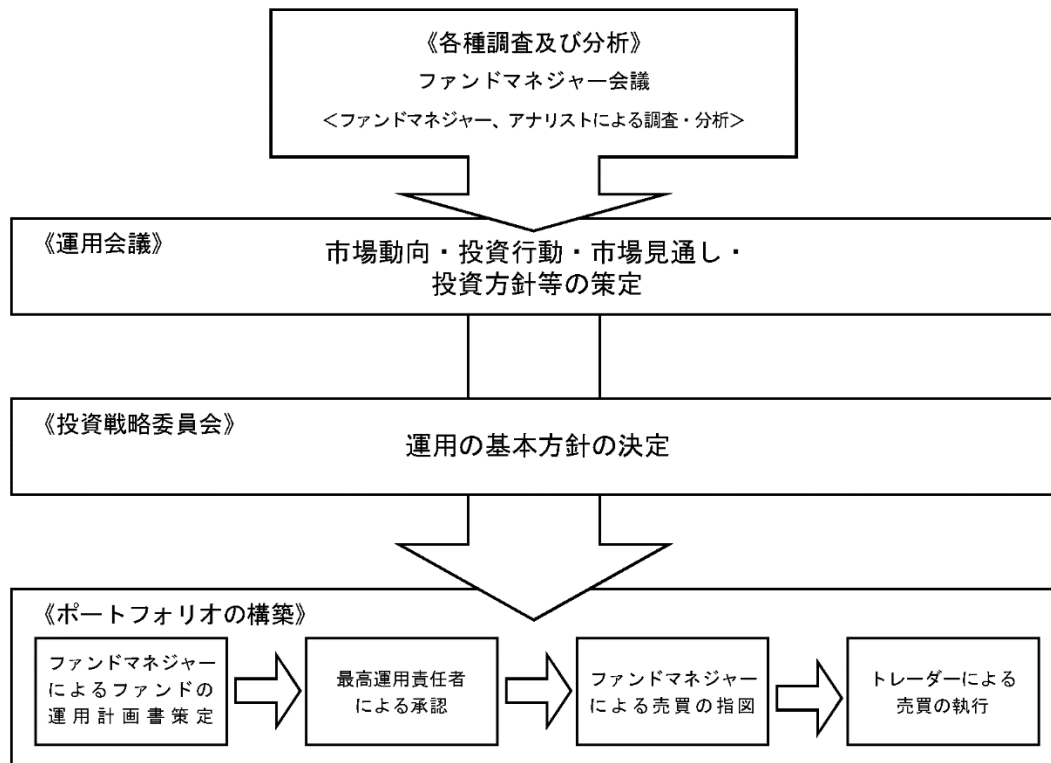 《各種調査及び分析》
ファンドマネジャー会議
<ファンドマネジャー、アナリストによる調査・分析>
《運用会議》
市場動向・投資行動・市場見通し・
投資方針等の策定
《投資戦略委員会》
運用の基本方針の決定
《ポートフォリオの構築》
ファンドマネジャー
によるファンドの
運用計画書策定
最高運用責任者
による承認
ファンドマネジャー
による売買の指図
トレーダーによる
売買の執行